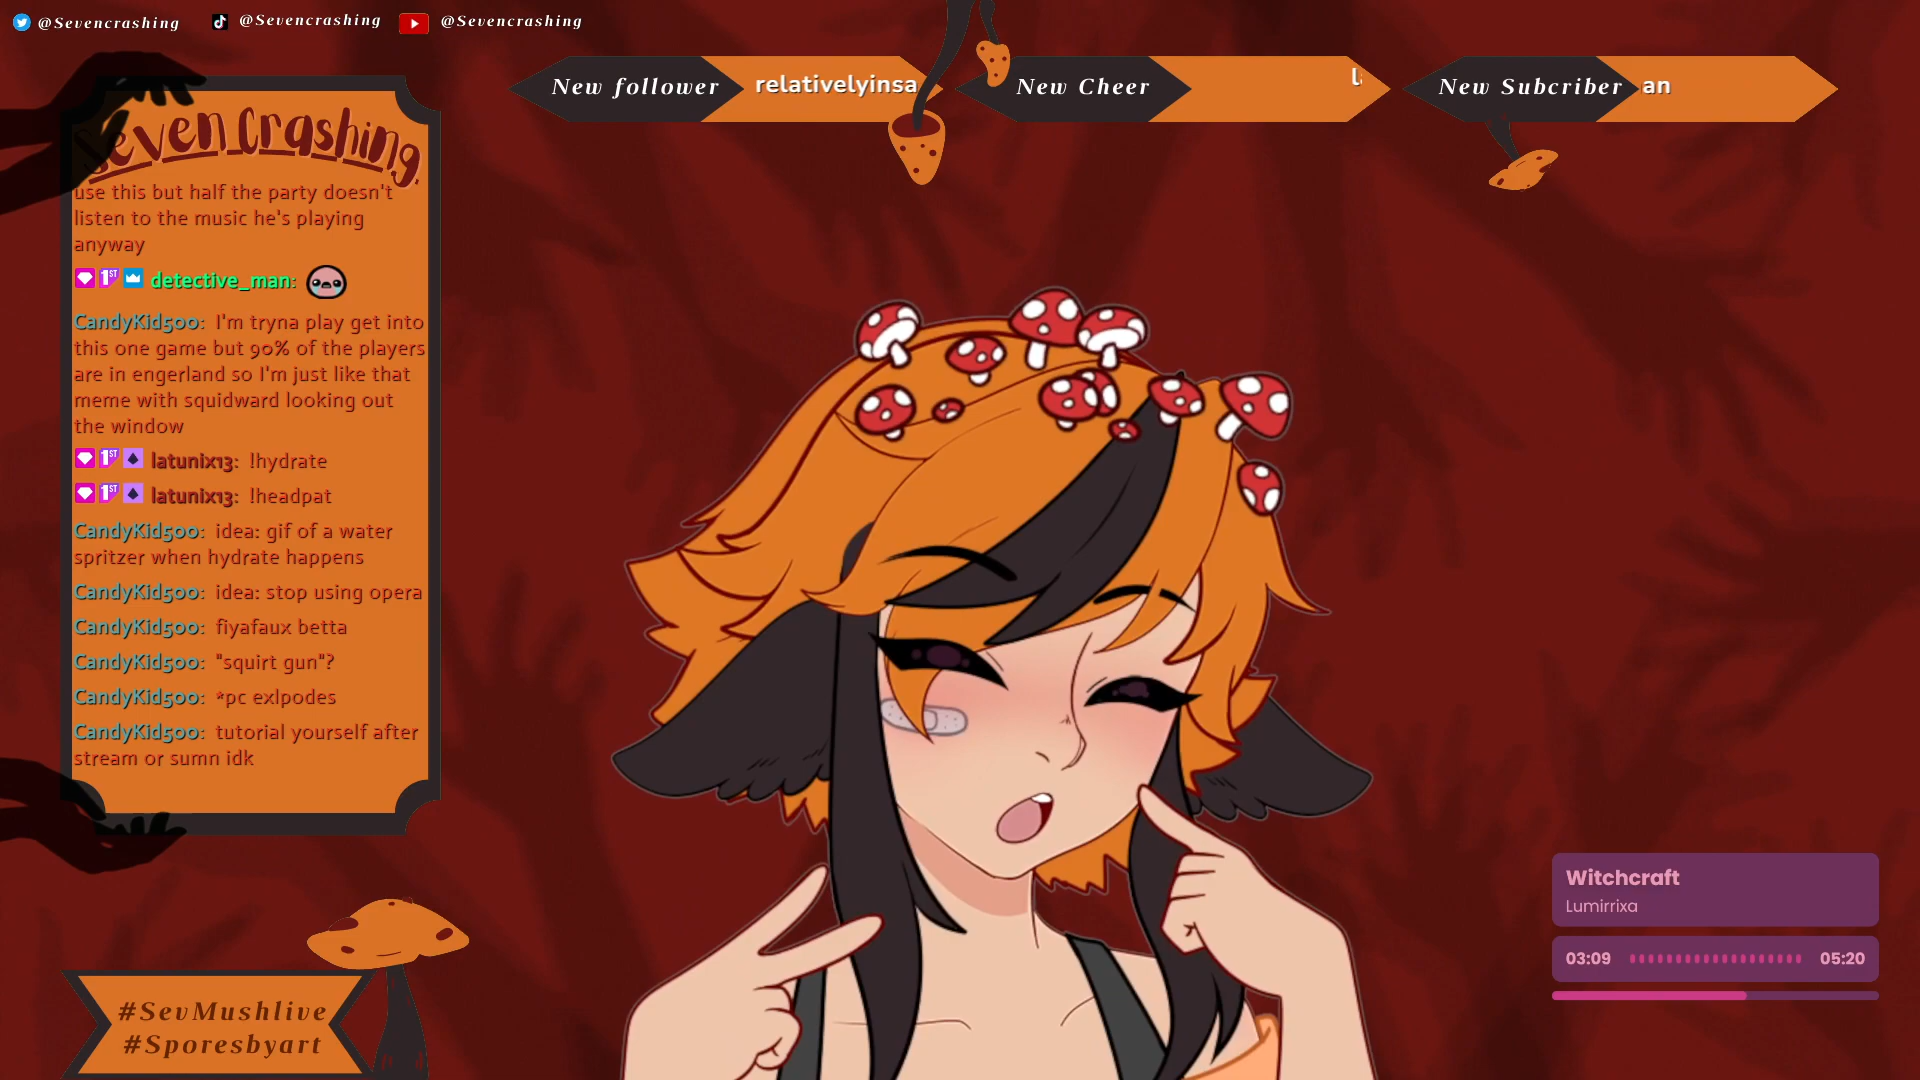 @Sevencrashing
@Sevencrashing
@Sevencrashing
New follower
relativelyinsa
New Cheer
New Subcriber
an
Seven Crashing
use this but half the party doesn't
listen to the music he's playing
anyway
1ST detective_man:
CandyKid500: I'm tryna play get into
this one game but 90% of the players
are in engerland so I'm just like that
meme with squidward looking out
the window
1ST latunix13: !hydrate
1ST latunix13: !headpat
CandyKid500: idea: gif of a water
spritzer when hydrate happens
CandyKid500: idea: stop using opera
CandyKid500: fiyafaux betta
CandyKid500: "squirt gun"?
CandyKid500: *pc exlpodes
CandyKid500: tutorial yourself after
stream or sumn idk
#SevMushlive
#Sporesbyart
Witchcraft
Lumirrixa
03:09
05:20